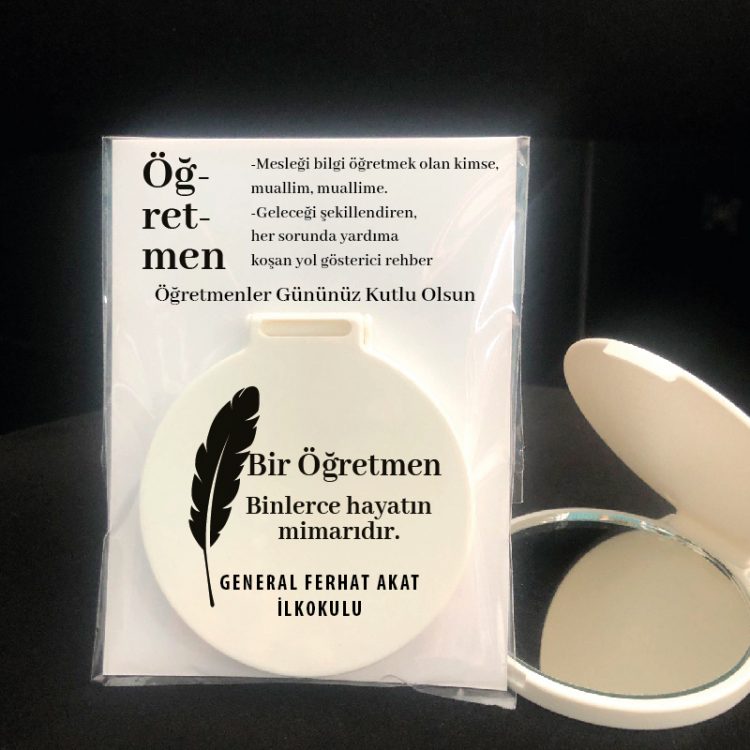 Öğ-
ret-
men
-Mesleği bilgi öğretmek olan kimse,
muallim, muallime.
-Geleceği şekillendiren,
her sorunda yardıma
koşan yol gösterici rehber
Öğretmenler Gününüz Kutlu Olsun
Bir Öğretmen
Binlerce hayatın
mimarıdır.
GENERAL FERHAT AKAT
İLKOKULU